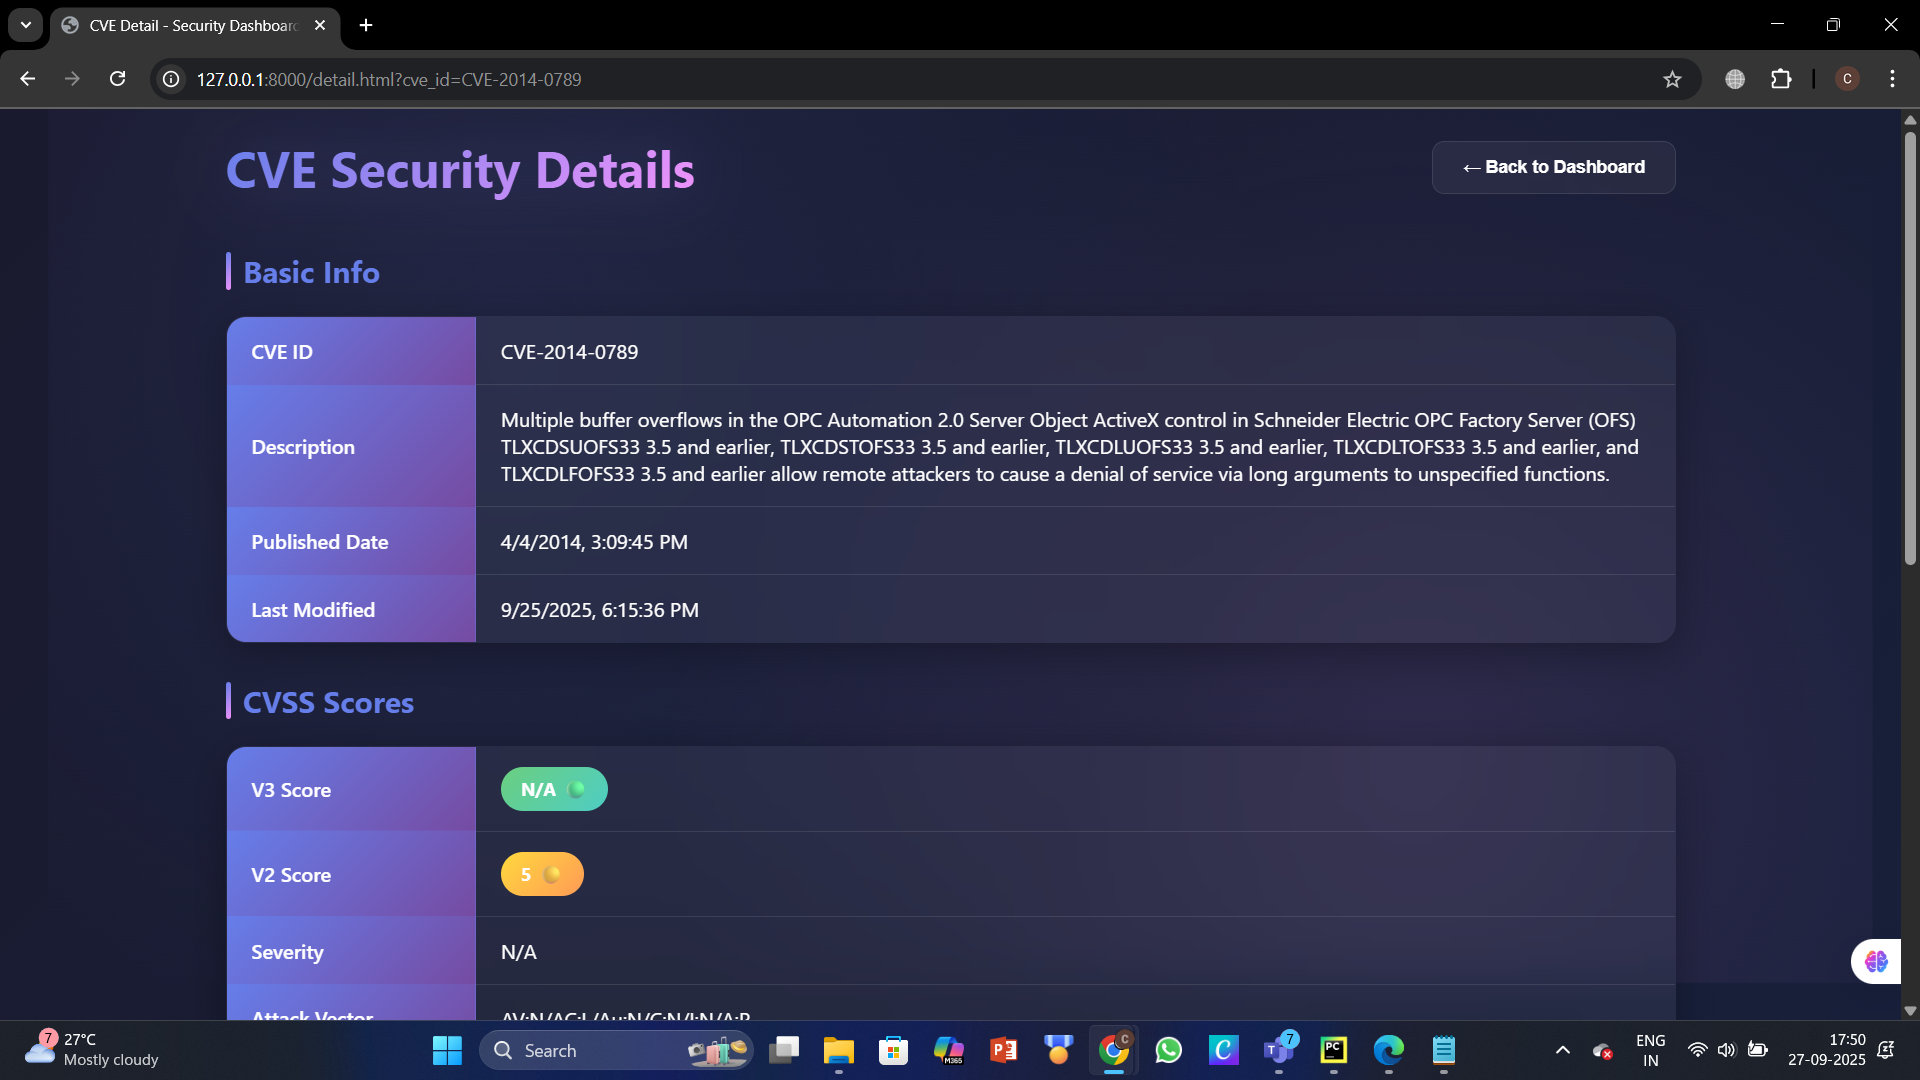 CVE Detail - Security Dashboard
127.0.0.1:8000/detail.html?cve_id=CVE-2014-0789
C
CVE Security Details
← Back to Dashboard
Basic Info
CVE ID
CVE-2014-0789
Description
Multiple buffer overflows in the OPC Automation 2.0 Server Object ActiveX control in Schneider Electric OPC Factory Server (OFS)
TLXCDSUOFS33 3.5 and earlier, TLXCDSTOFS33 3.5 and earlier, TLXCDLUOFS33 3.5 and earlier, TLXCDLTOFS33 3.5 and earlier, and
TLXCDLFOFS33 3.5 and earlier allow remote attackers to cause a denial of service via long arguments to unspecified functions.
Published Date
4/4/2014, 3:09:45 PM
Last Modified
9/25/2025, 6:15:36 PM
CVSS Scores
V3 Score
N/A
V2 Score
5
Severity
N/A
Attack Vector
AV:N/AC:L/Au:N/C:N/I:N/A:P
7
27°C
Mostly cloudy
Search
M365
P
C
C
T
7
PC
ENG
IN
17:50
27-09-2025